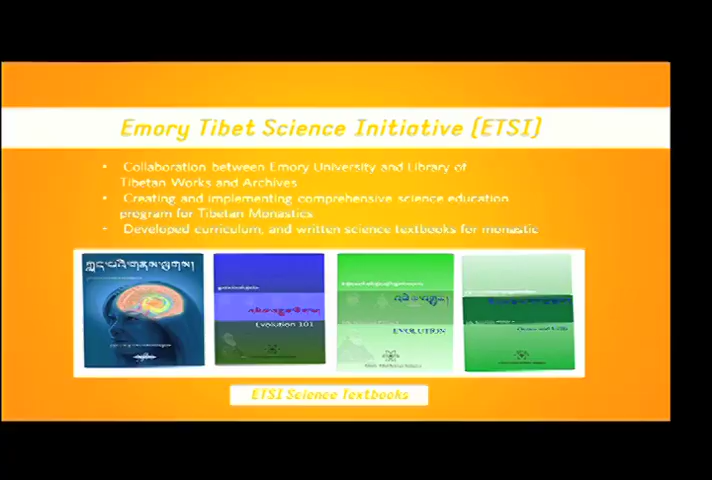 Emory Tibet Science Initiative (ETSI)
• Collaboration between Emory University and Library of
Tibetan Works and Archives
• Creating and implementing comprehensive science education
program for Tibetan Monastics
• Developed curriculum, and written science textbooks for monastic
Evolution 101
EVOLUTION
ETSI Science Textbooks